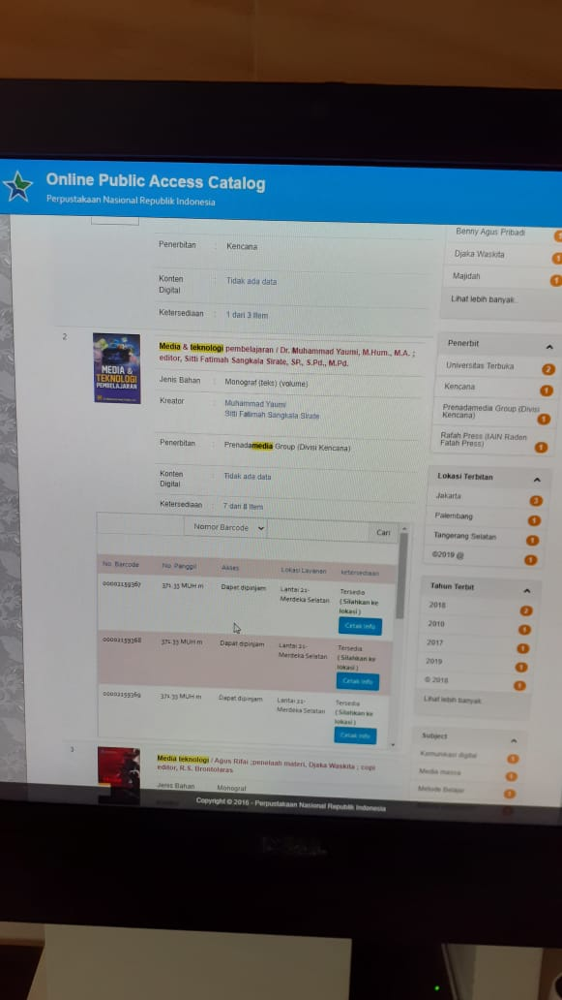 Online Public Access Catalog
Perpustakaan Nasional Republik Indonesia
Penerbitan : Kencana
Konten Digital : Tidak ada data
Ketersediaan : 1 dari 3 Item
2
MEDIA &
TEKNOLOGI
PEMBELAJARAN
Media & teknologi pembelajaran / Dr. Muhammad Yaumi, M.Hum., M.A. ;
editor, Sitti Fatimah Sangkala Sirate, SP., S.Pd., M.Pd.
Jenis Bahan : Monograf (teks) (volume)
Kreator : Muhammad Yaumi
Sitti Fatimah Sangkala Sirate
Penerbitan : Prenadamedia Group (Divisi Kencana)
Konten Digital : Tidak ada data
Ketersediaan : 7 dari 8 Item
Nomor Barcode
Cari
No. Barcode No. Panggil Akses Lokasi Layanan ketersediaan
00002159367 371.33 MUH m Dapat dipinjam Lantai 21-
Merdeka Selatan
Tersedia
( Silahkan ke
lokasi )
Cetak Info
00002159368 371.33 MUH m Dapat dipinjam Lantai 21-
Merdeka Selatan
Tersedia
( Silahkan ke
lokasi )
Cetak Info
00002159369 371.33 MUH m Dapat dipinjam Lantai 21-
Merdeka Selatan
Tersedia
( Silahkan ke
lokasi )
Cetak Info
3
Media teknologi / Agus Rifai ;penelaah materi, Djaka Waskita ; copi
editor, R.S. Brontolaras
Jenis Bahan Monograf
Benny Agus Pribadi 1
Djaka Waskita 1
Majidah 1
Lihat lebih banyak..
Penerbit
Universitas Terbuka 2
Kencana 1
Prenadamedia Group (Divisi
Kencana) 1
Rafah Press (IAIN Raden
Fatah Press) 1
Lokasi Terbitan
Jakarta 3
Palembang 1
Tangerang Selatan 1
©2019 @ 1
Tahun Terbit
2018 2
2010 1
2017 1
2019 1
© 2018 1
Lihat lebih banyak
Subject
Komunikasi digital 1
Media massa 1
Metode Belajar 1
Copyright © 2016 - Perpustakaan Nasional Republik Indonesia